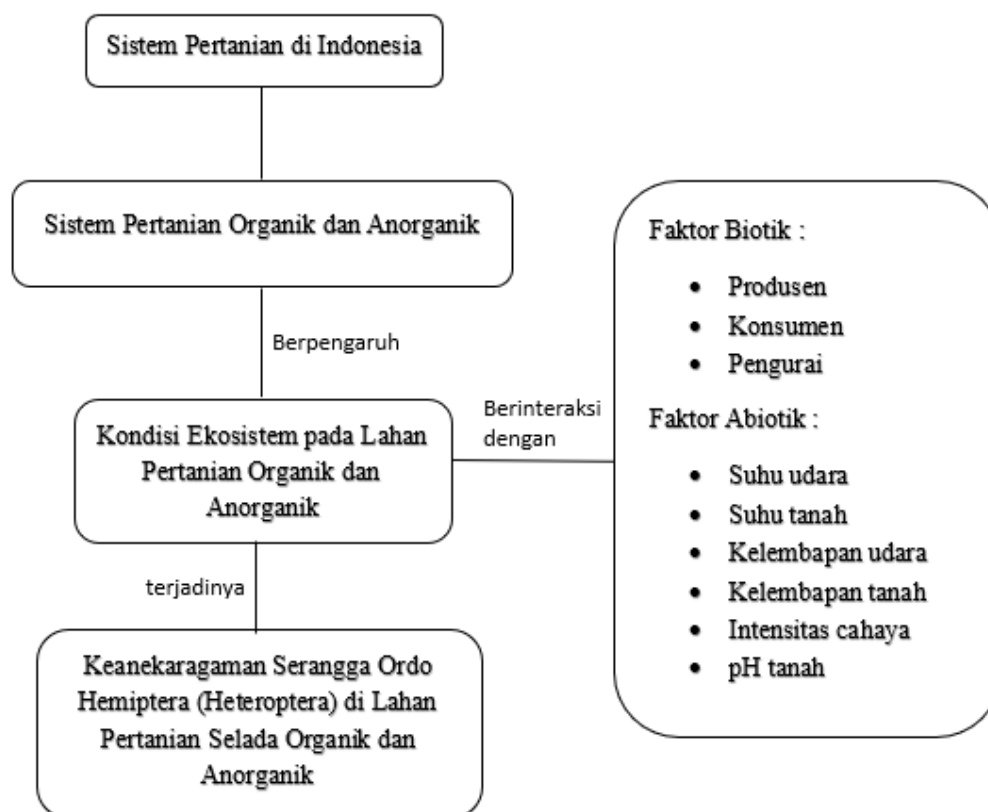 Sistem Pertanian di Indonesia
Sistem Pertanian Organik dan Anorganik
Berpengaruh
Kondisi Ekosistem pada Lahan
Pertanian Organik dan
Anorganik
Berinteraksi
dengan
Faktor Biotik :
• Produsen
• Konsumen
• Pengurai
Faktor Abiotik :
• Suhu udara
• Suhu tanah
• Kelembapan udara
• Kelembapan tanah
• Intensitas cahaya
• pH tanah
terjadinya
Keanekaragaman Serangga Ordo
Hemiptera (Heteroptera) di Lahan
Pertanian Selada Organik dan
Anorganik